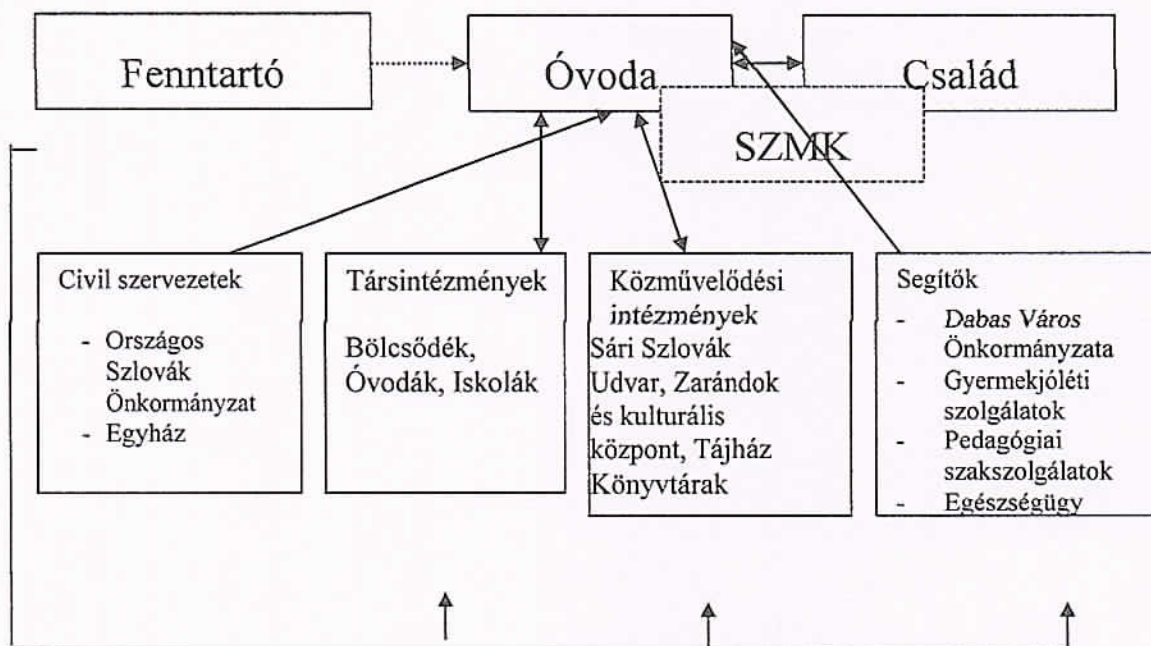 Fenntartó
Óvoda
Család
SZMK
Civil szervezetek
- Országos
Szlovák
Önkormányzat
- Egyház
Társintézmények
Bölcsődék,
Óvodák, Iskolák
Közművelődési
intézmények
Sári Szlovák
Udvar, Zarándok
és kulturális
központ, Tájház
Könyvtárak
Segítők
- Dabas Város
Önkormányzata
- Gyermekjóléti
szolgálatok
- Pedagógiai
szakszolgálatok
- Egészségügy